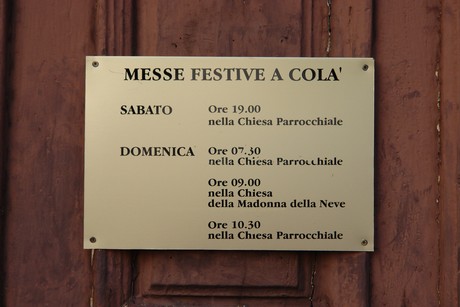 MESSE FESTIVE A COLA'
SABATO Ore 19.00
nella Chiesa Parrocchiale
DOMENICA Ore 07.30
nella Chiesa Parrocchiale
Ore 09.00
nella Chiesa
della Madonna della Neve
Ore 10.30
nella Chiesa Parrocchiale